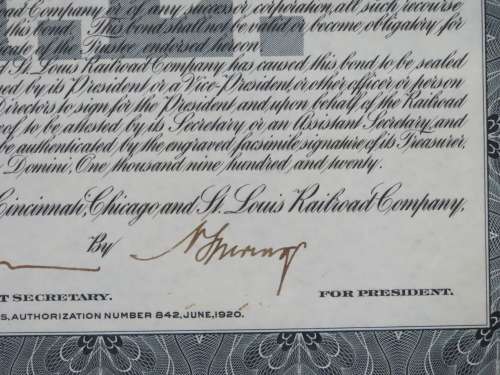 road Company or of any successor corporation, all such recourse
this bond. This bond shall not be valid or become obligatory for
icate of the Trustee endorsed hereon.
St. Louis Railroad Company has caused this bond to be sealed
ned by its President or a Vice-President, or other officer or person
Directors to sign for the President and upon behalf of the Railroad
of, to be attested by its Secretary or an Assistant Secretary, and
be authenticated by the engraved facsimile signature of its Treasurer.
Domini, One thousand nine hundred, and twenty.
Cincinnati, Chicago, and St. Louis Railroad Company,
By
T SECRETARY.
FOR PRESIDENT.
S, AUTHORIZATION NUMBER 842, JUNE, 1920.